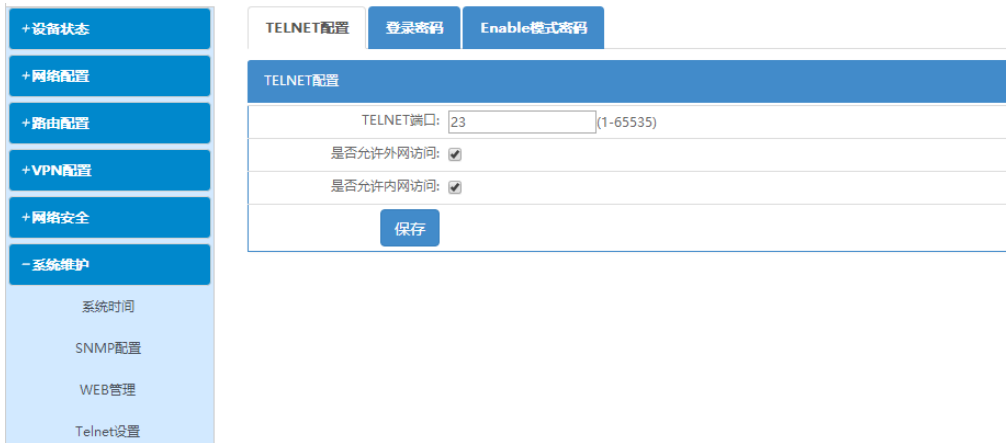 +设备状态
+网络配置
+路由配置
+VPN配置
+网络安全
-系统维护
系统时间
SNMP配置
WEB管理
Telnet设置
TELNET配置 登录密码 Enable模式密码
TELNET配置
TELNET端口: 23 (1-65535)
是否允许外网访问:
是否允许内网访问:
保存